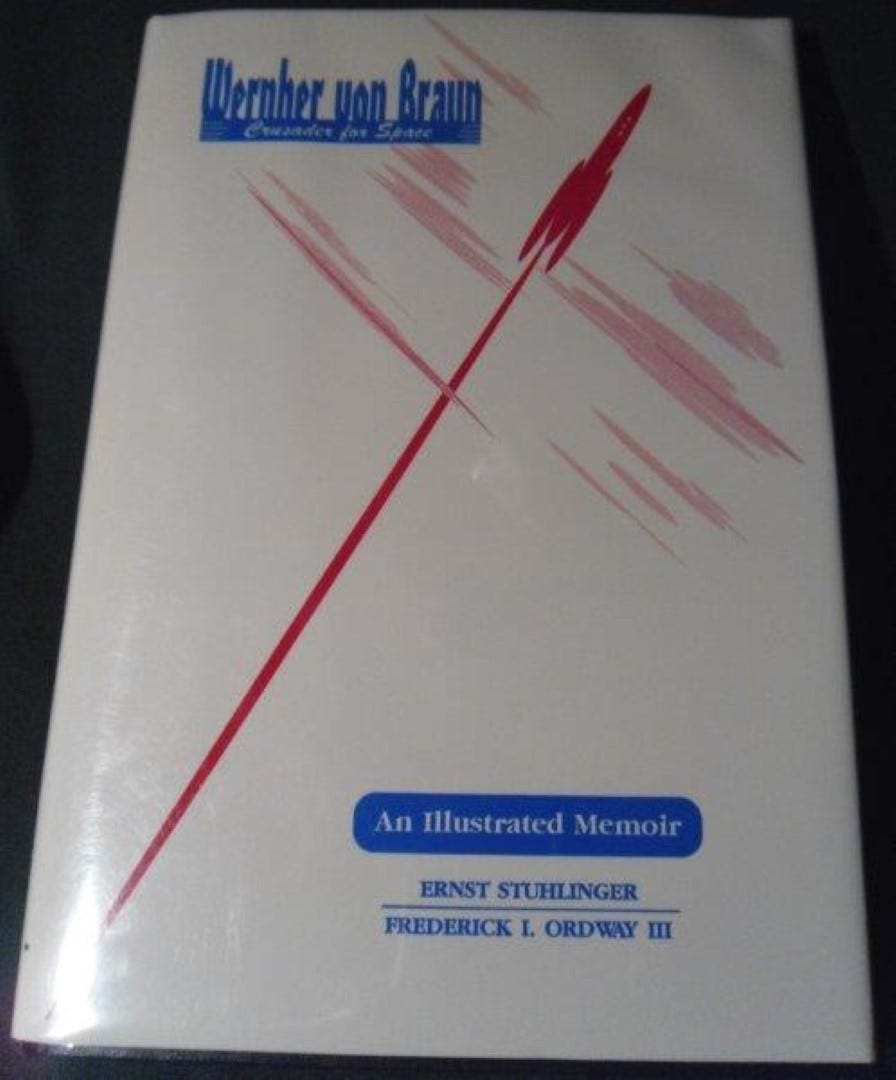 Wernher von Braun
Crusader for Space
An Illustrated Memoir
ERNST STUHLINGER
FREDERICK I. ORDWAY III